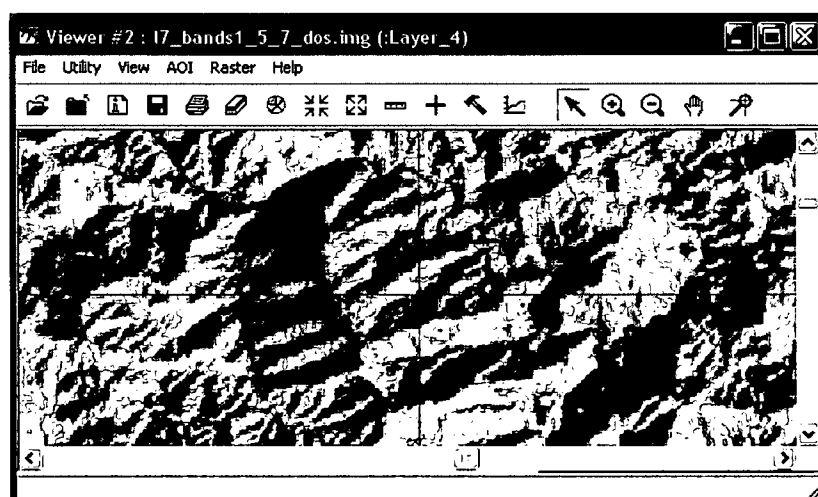 Viewer #2 : l7_bands1_5_7_dos.img (:Layer_4)
File Utility View AOI Raster Help